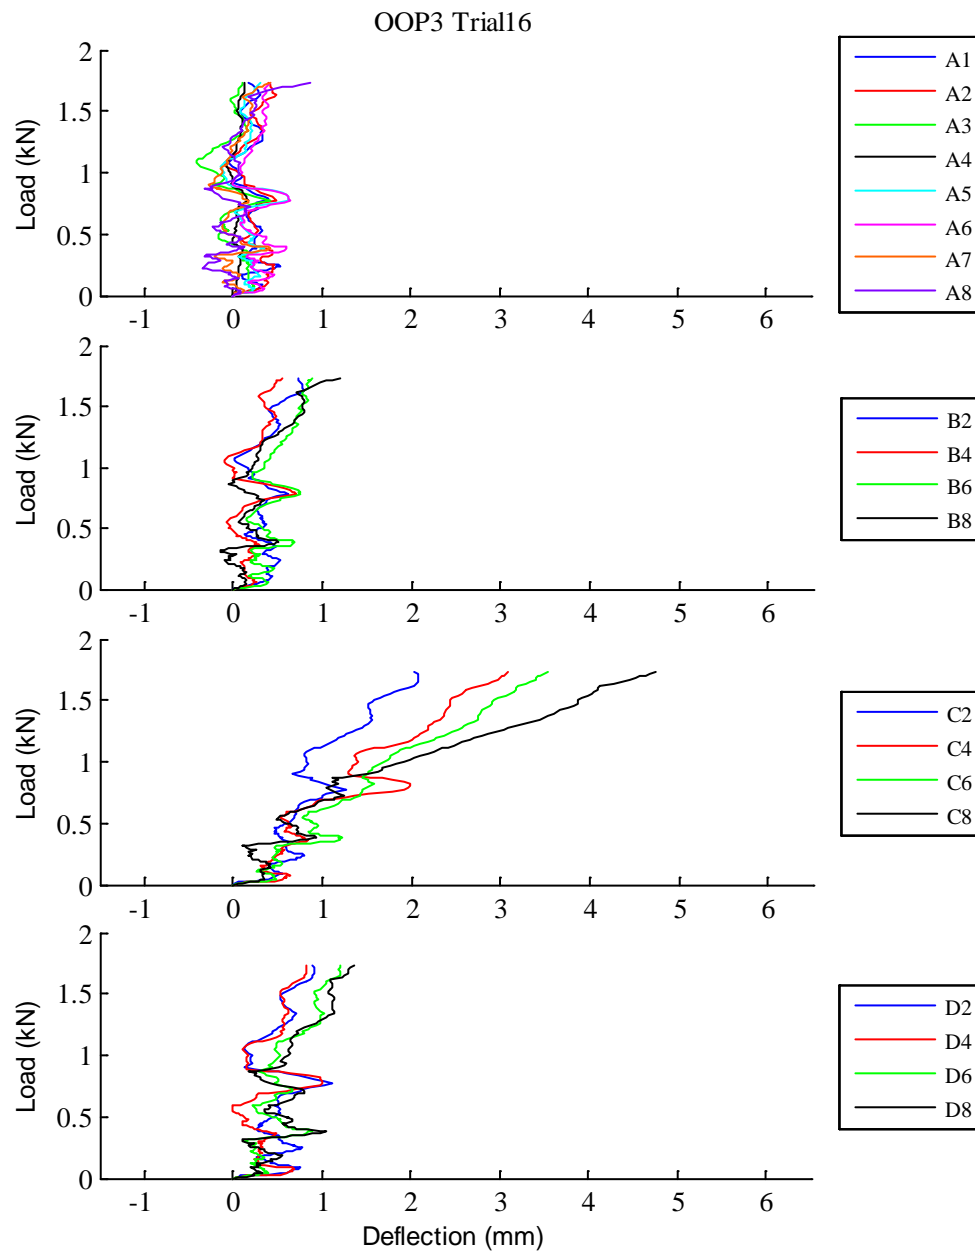 OOP3 Trial16
2
1.5
1
0.5
0
Load (kN)
-1 0 1 2 3 4 5 6
A1
A2
A3
A4
A5
A6
A7
A8
2
1.5
1
0.5
0
Load (kN)
-1 0 1 2 3 4 5 6
B2
B4
B6
B8
2
1.5
1
0.5
0
Load (kN)
-1 0 1 2 3 4 5 6
C2
C4
C6
C8
2
1.5
1
0.5
0
Load (kN)
-1 0 1 2 3 4 5 6
Deflection (mm)
D2
D4
D6
D8